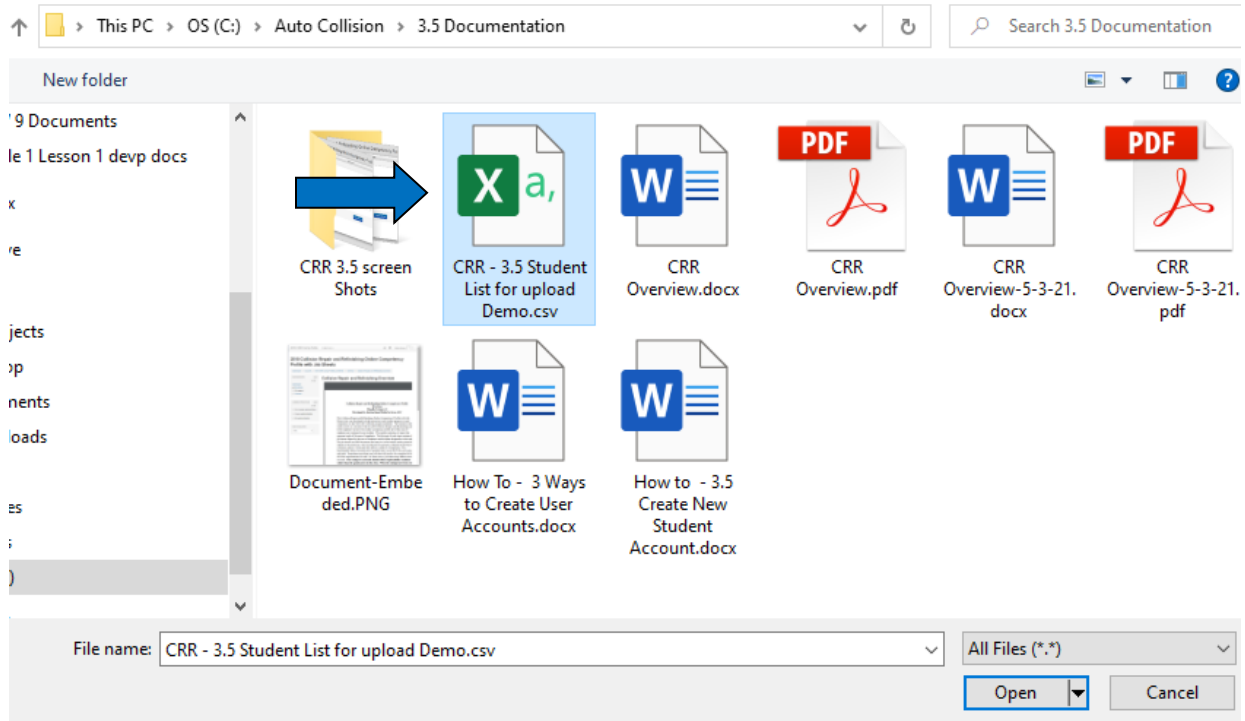 This PC > OS (C:) > Auto Collision > 3.5 Documentation
Search 3.5 Documentation
New folder
?
' 9 Documents
le 1 Lesson 1 devp docs
x
ve
jects
op
ments
loads
es
s
)
X a,
W
PDF
W
PDF
CRR 3.5 screen
Shots
CRR - 3.5 Student
List for upload
Demo.csv
CRR
Overview.docx
CRR
Overview.pdf
CRR
Overview-5-3-21.
docx
CRR
Overview-5-3-21.
pdf
W
W
Document-Embe
ded.PNG
How To - 3 Ways
to Create User
Accounts.docx
How to - 3.5
Create New
Student
Account.docx
File name: CRR - 3.5 Student List for upload Demo.csv
All Files (*.*)
Open
Cancel